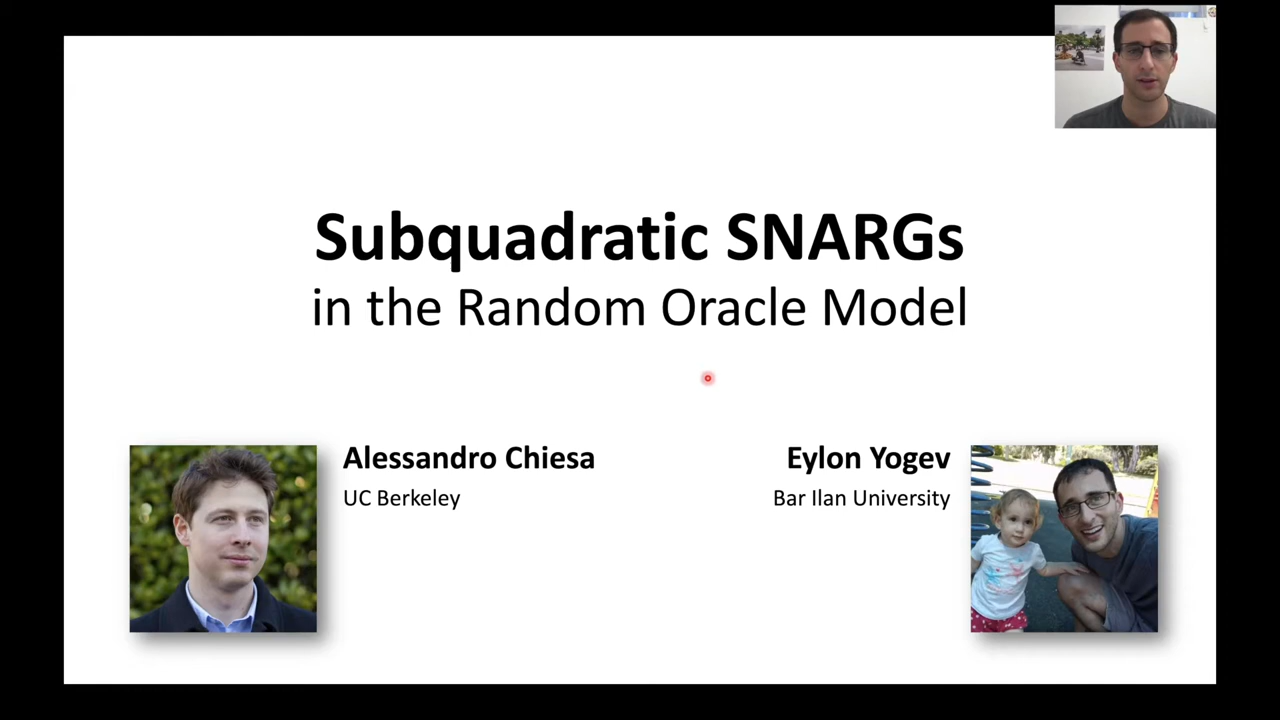 Subquadratic SNARGs
in the Random Oracle Model
Alessandro Chiesa
UC Berkeley
Eylon Yogev
Bar Ilan University